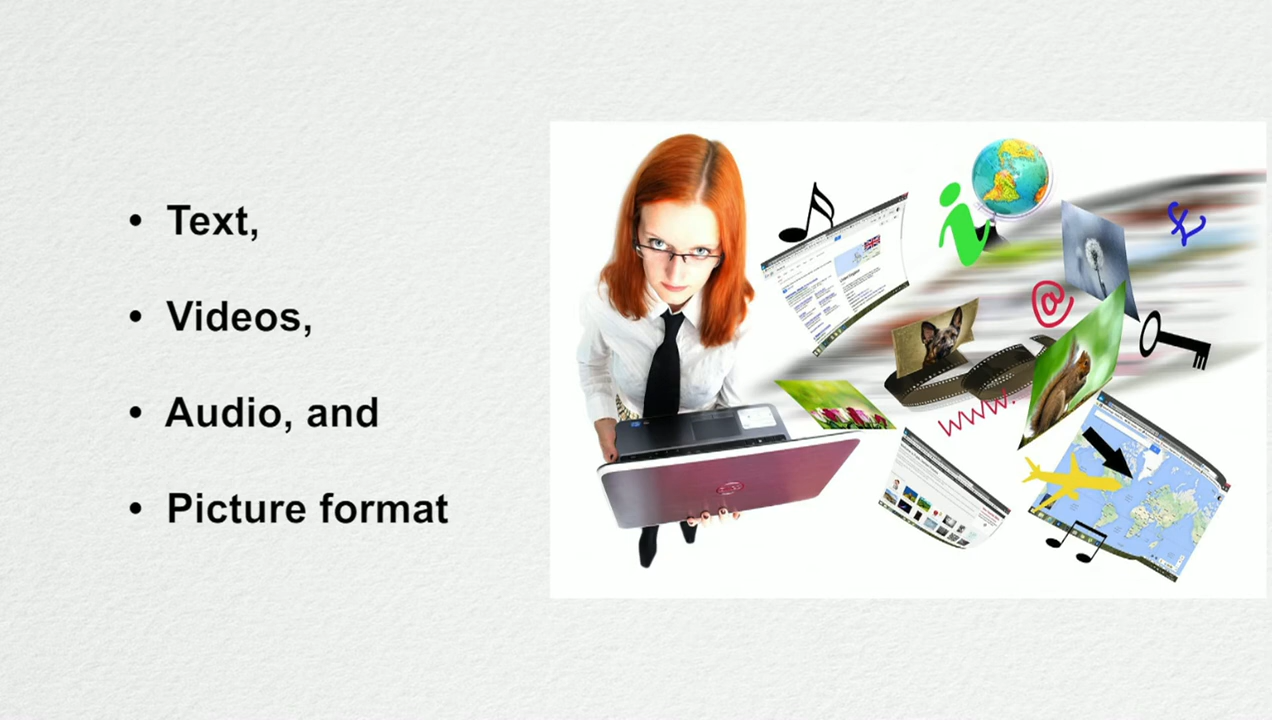 • Text,
• Videos,
• Audio, and
• Picture format
@
www.